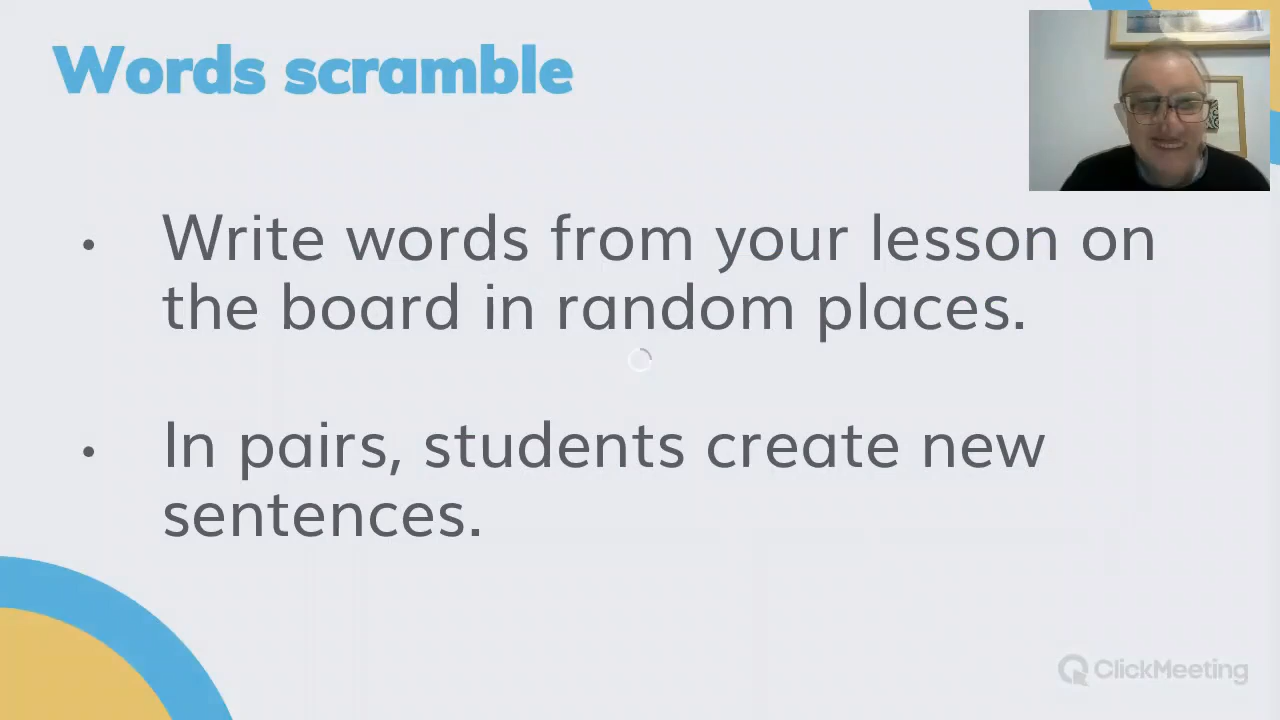 Words scramble
• Write words from your lesson on
the board in random places.
• In pairs, students create new
sentences.
ClickMeeting